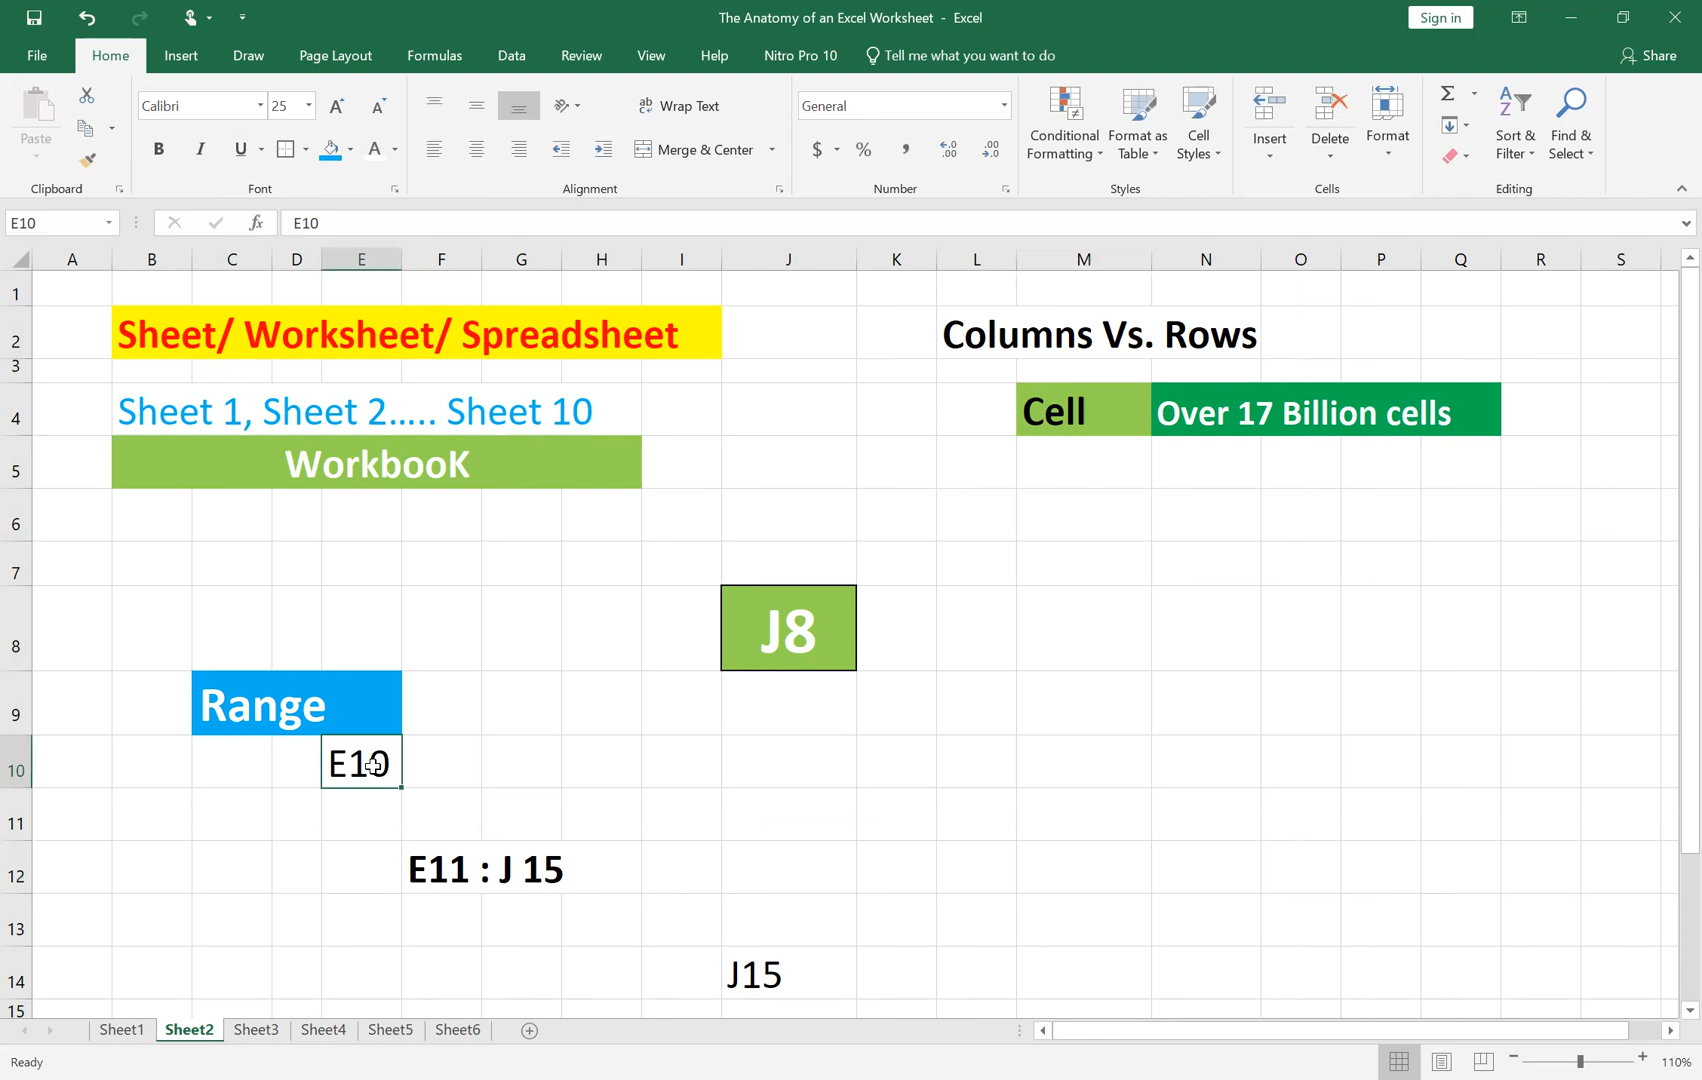 The Anatomy of an Excel Worksheet - Excel
Sign in
File Home Insert Draw Page Layout Formulas Data Review View Help Nitro Pro 10 Tell me what you want to do Share
Paste
Clipboard
Calibri 25
B I U A
Font
ab Wrap Text
Merge & Center
Alignment
General
$ % , .0 .00
Number
Conditional Formatting
Format as Table
Cell Styles
Styles
Insert
Delete
Format
Cells
Sort & Filter
Find & Select
Editing
E10 fx E10
A B C D E F G H I J K L M N O P Q R S
1
2 Sheet/ Worksheet/ Spreadsheet Columns Vs. Rows
3
4 Sheet 1, Sheet 2..... Sheet 10 Cell Over 17 Billion cells
5 WorkbooK
6
7
8 J8
9 Range
10 E10
11
12 E11 : J 15
13
14 J15
15
Sheet1 Sheet2 Sheet3 Sheet4 Sheet5 Sheet6
Ready 110%